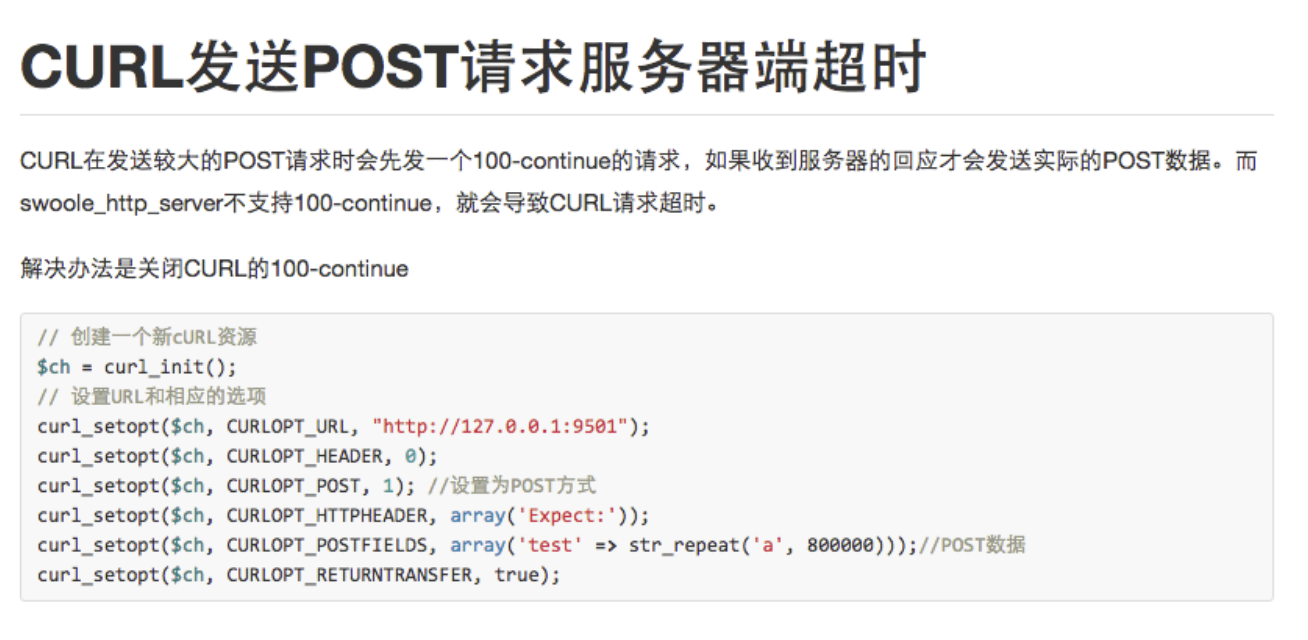 CURL发送POST请求服务器端超时
CURL在发送较大的POST请求时会先发一个100-continue的请求，如果收到服务器的回应才会发送实际的POST数据。而
swoole_http_server不支持100-continue，就会导致CURL请求超时。
解决办法是关闭CURL的100-continue
// 创建一个新cURL资源
$ch = curl_init();
// 设置URL和相应的选项
curl_setopt($ch, CURLOPT_URL, "http://127.0.0.1:9501");
curl_setopt($ch, CURLOPT_HEADER, 0);
curl_setopt($ch, CURLOPT_POST, 1); //设置为POST方式
curl_setopt($ch, CURLOPT_HTTPHEADER, array('Expect:'));
curl_setopt($ch, CURLOPT_POSTFIELDS, array('test' => str_repeat('a', 800000)));//POST数据
curl_setopt($ch, CURLOPT_RETURNTRANSFER, true);